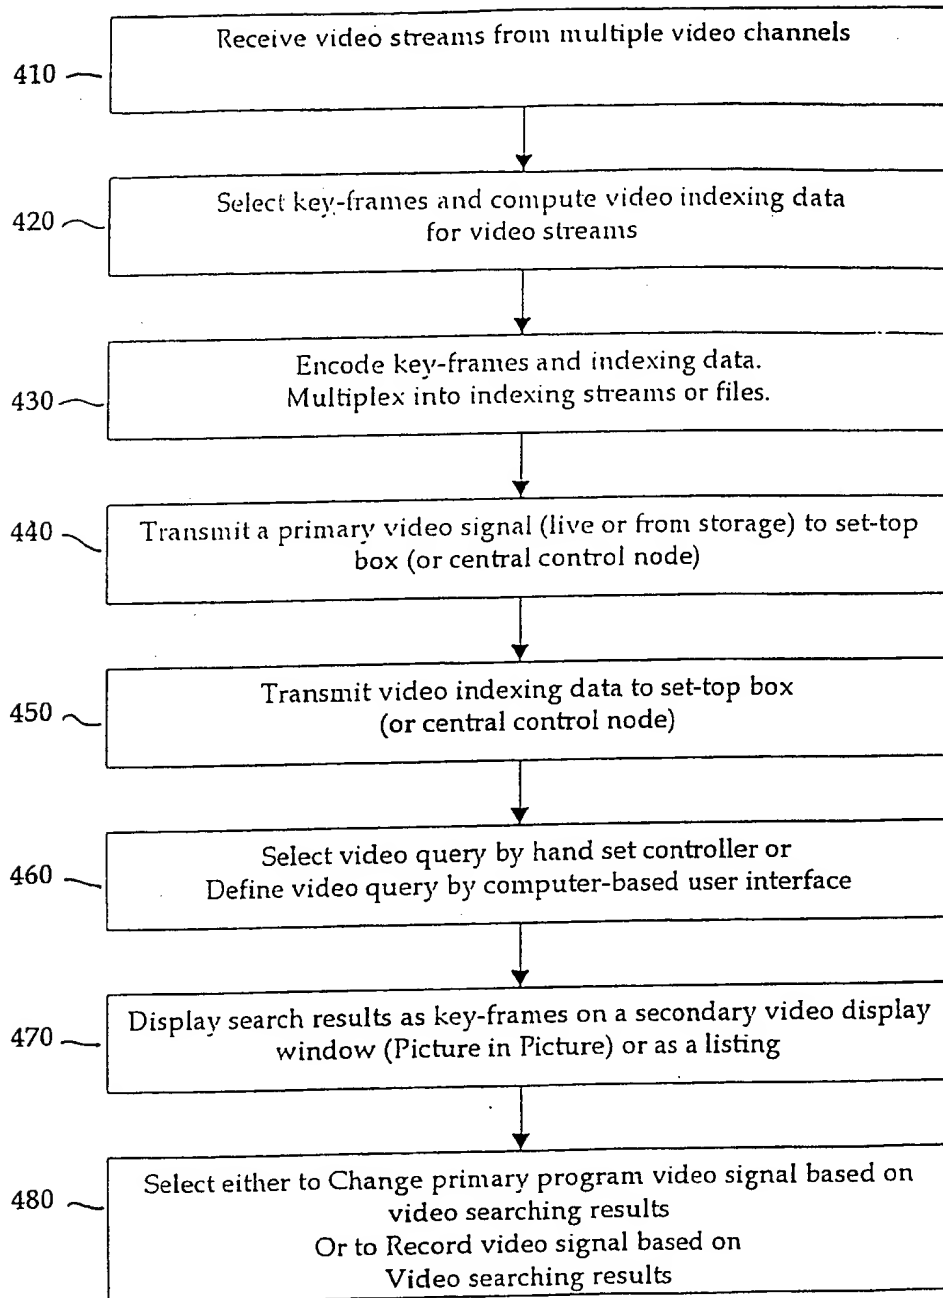 Receive video streams from multiple video channels
410
Select key-frames and compute video indexing data
for video streams
420
Encode key-frames and indexing data.
Multiplex into indexing streams or files.
430
Transmit a primary video signal (live or from storage) to set-top
box (or central control node)
440
Transmit video indexing data to set-top box
(or central control node)
450
Select video query by hand set controller or
Define video query by computer-based user interface
460
Display search results as key-frames on a secondary video display
window (Picture in Picture) or as a listing
470
Select either to Change primary program video signal based on
video searching results
Or to Record video signal based on
Video searching results
480